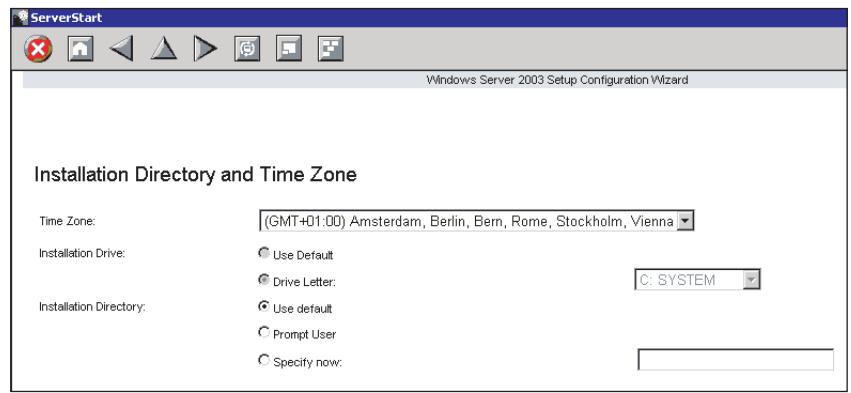 ServerStart
Windows Server 2003 Setup Configuration Wizard
Installation Directory and Time Zone
Time Zone: (GMT+01:00) Amsterdam, Berlin, Bern, Rome, Stockholm, Vienna
Installation Drive: Use Default
Drive Letter: C: SYSTEM
Installation Directory: Use default
Prompt User
Specify now: